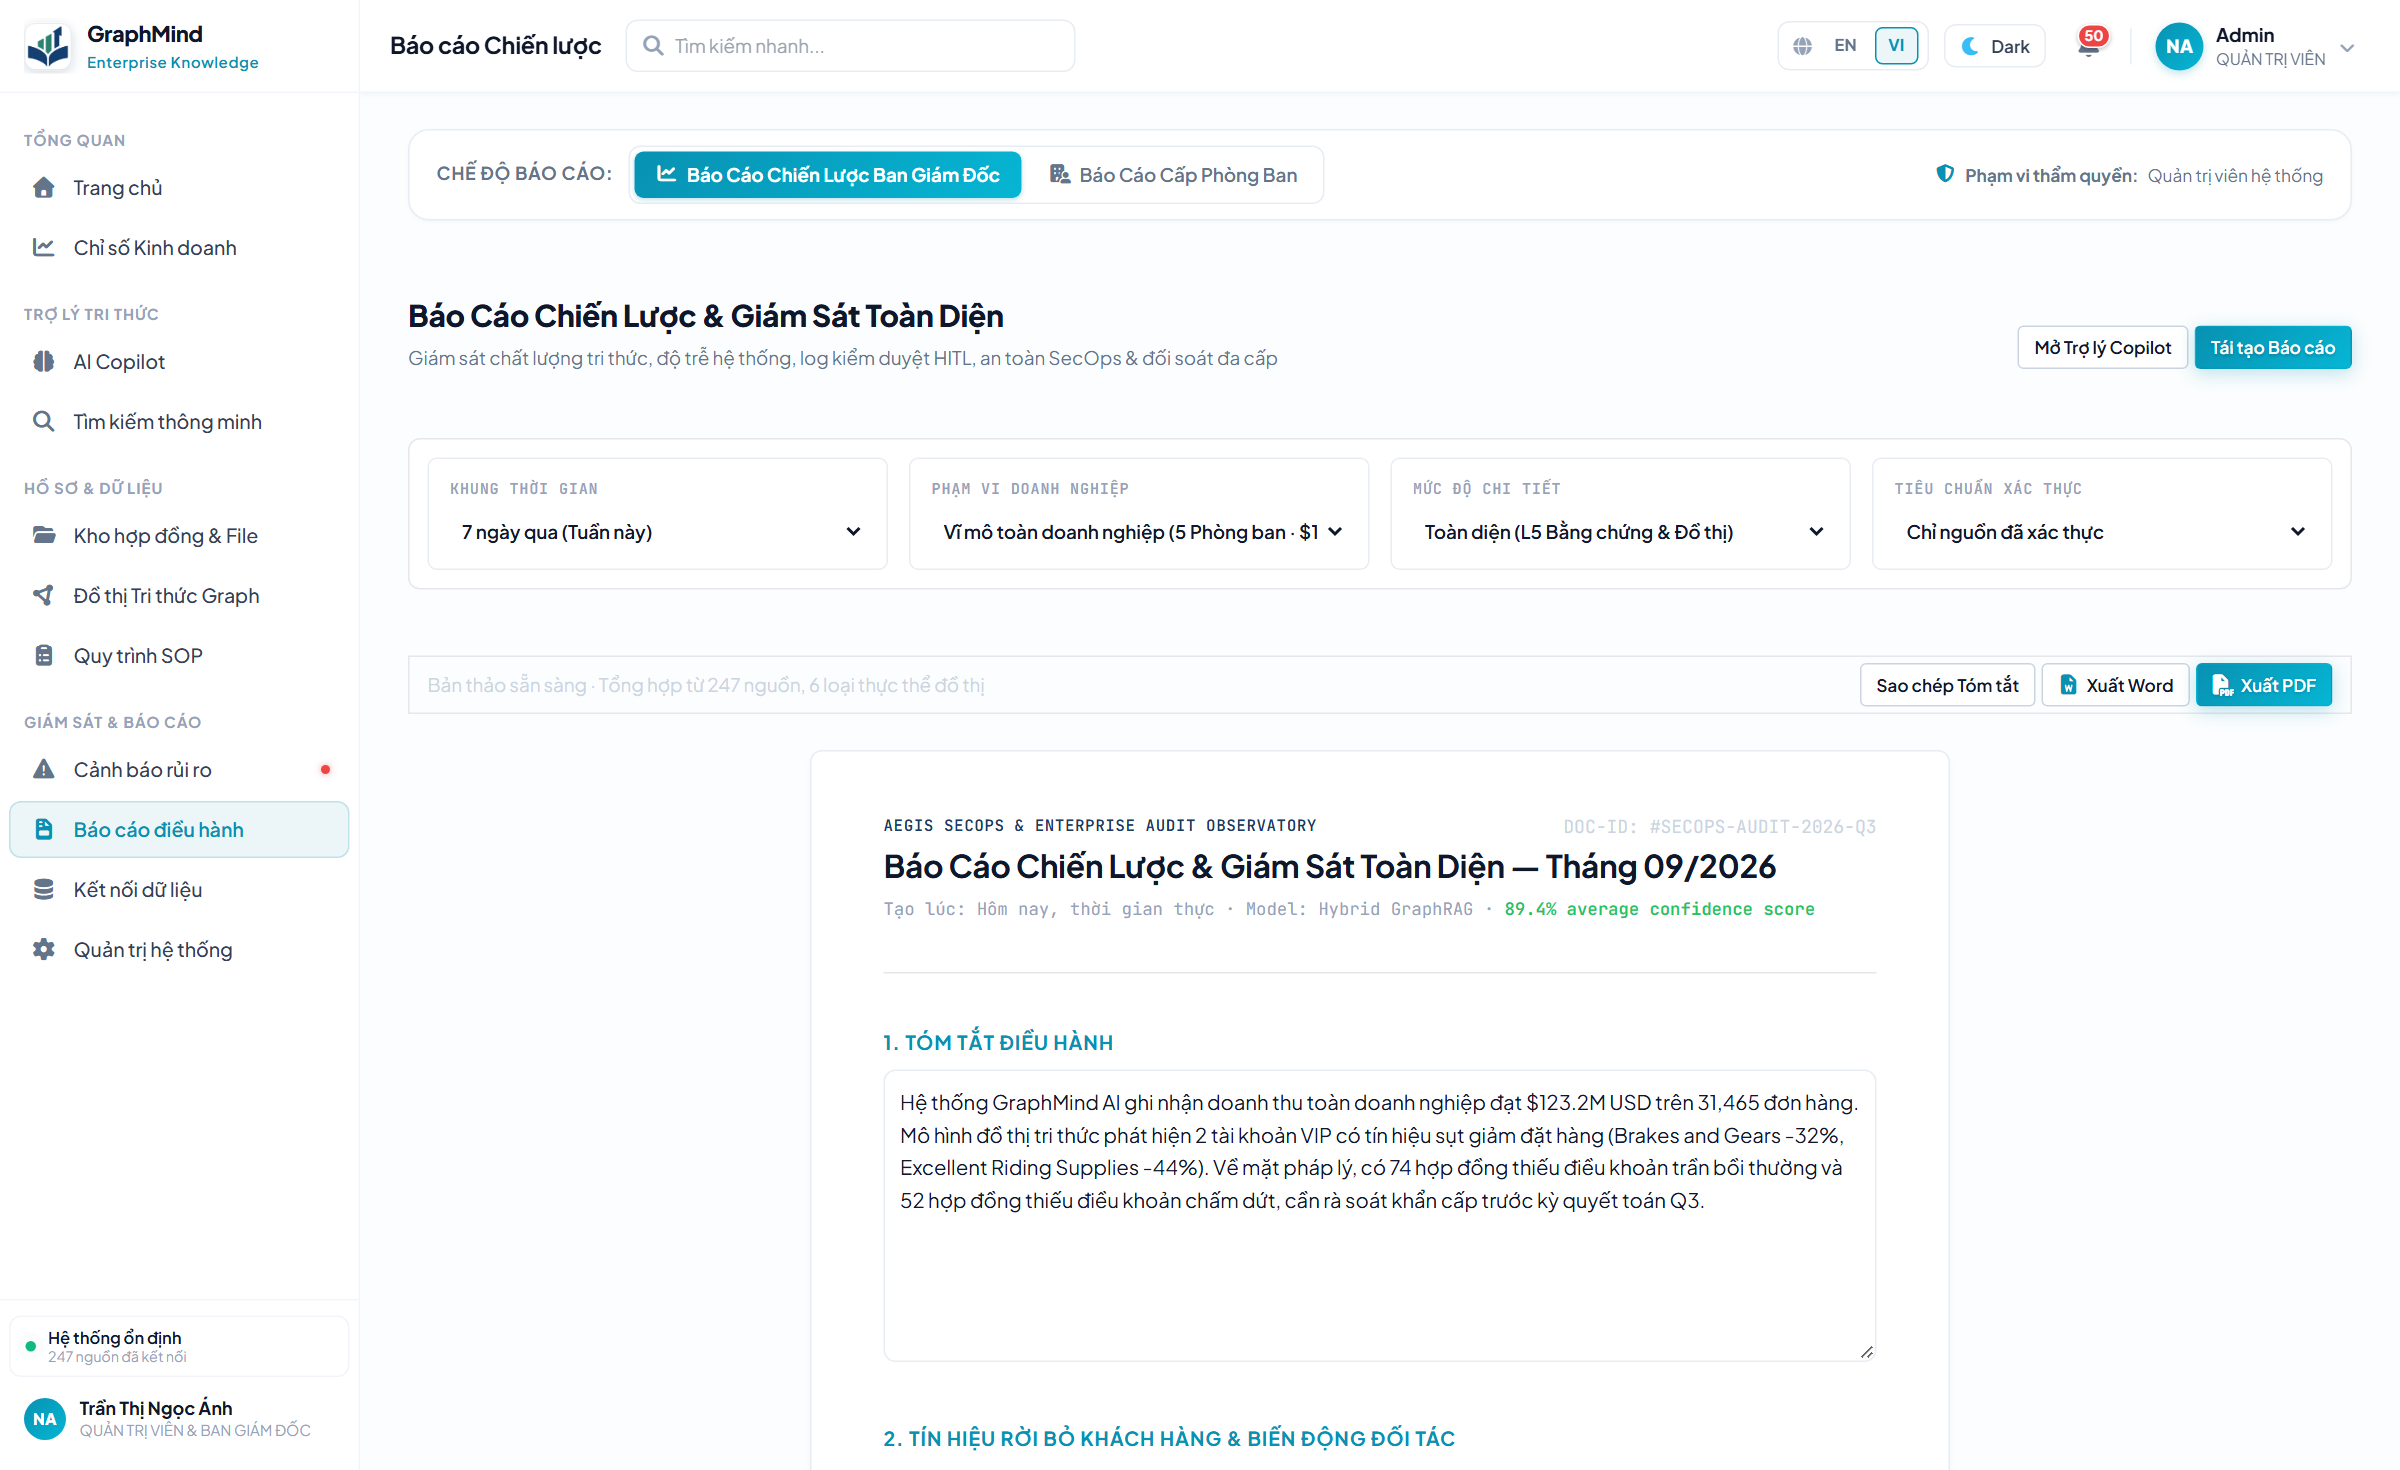 GraphMind
Enterprise Knowledge
Báo cáo Chiến lược
Tìm kiếm nhanh...
EN
VI
Dark
50
NA
Admin
QUẢN TRỊ VIÊN
TỔNG QUAN
Trang chủ
Chỉ số Kinh doanh
TRỢ LÝ TRI THỨC
AI Copilot
Tìm kiếm thông minh
HỒ SƠ & DỮ LIỆU
Kho hợp đồng & File
Đồ thị Tri thức Graph
Quy trình SOP
GIÁM SÁT & BÁO CÁO
Cảnh báo rủi ro
Báo cáo điều hành
Kết nối dữ liệu
Quản trị hệ thống
Hệ thống ổn định
247 nguồn đã kết nối
NA
Trần Thị Ngọc Ánh
QUẢN TRỊ VIÊN & BAN GIÁM ĐỐC
CHẾ ĐỘ BÁO CÁO:
Báo Cáo Chiến Lược Ban Giám Đốc
Báo Cáo Cấp Phòng Ban
Phạm vi thẩm quyền: Quản trị viên hệ thống
Báo Cáo Chiến Lược & Giám Sát Toàn Diện
Giám sát chất lượng tri thức, độ trễ hệ thống, log kiểm duyệt HITL, an toàn SecOps & đối soát đa cấp
Mở Trợ lý Copilot
Tái tạo Báo cáo
KHUNG THỜI GIAN
7 ngày qua (Tuần này)
PHẠM VI DOANH NGHIỆP
Vĩ mô toàn doanh nghiệp (5 Phòng ban · $1
MỨC ĐỘ CHI TIẾT
Toàn diện (L5 Bằng chứng & Đồ thị)
TIÊU CHUẨN XÁC THỰC
Chỉ nguồn đã xác thực
Bản thảo sẵn sàng · Tổng hợp từ 247 nguồn, 6 loại thực thể đồ thị
Sao chép Tóm tắt
Xuất Word
Xuất PDF
AEGIS SECOPS & ENTERPRISE AUDIT OBSERVATORY
DOC-ID: #SECOPS-AUDIT-2026-Q3
Báo Cáo Chiến Lược & Giám Sát Toàn Diện — Tháng 09/2026
Tạo lúc: Hôm nay, thời gian thực · Model: Hybrid GraphRAG · 89.4% average confidence score
1. TÓM TẮT ĐIỀU HÀNH
Hệ thống GraphMind AI ghi nhận doanh thu toàn doanh nghiệp đạt $123.2M USD trên 31,465 đơn hàng.
Mô hình đồ thị tri thức phát hiện 2 tài khoản VIP có tín hiệu sụt giảm đặt hàng (Brakes and Gears -32%,
Excellent Riding Supplies -44%). Về mặt pháp lý, có 74 hợp đồng thiếu điều khoản trần bồi thường và
52 hợp đồng thiếu điều khoản chấm dứt, cần rà soát khẩn cấp trước kỳ quyết toán Q3.
2. TÍN HIỆU RỜI BỎ KHÁCH HÀNG & BIẾN ĐỘNG ĐỐI TÁC